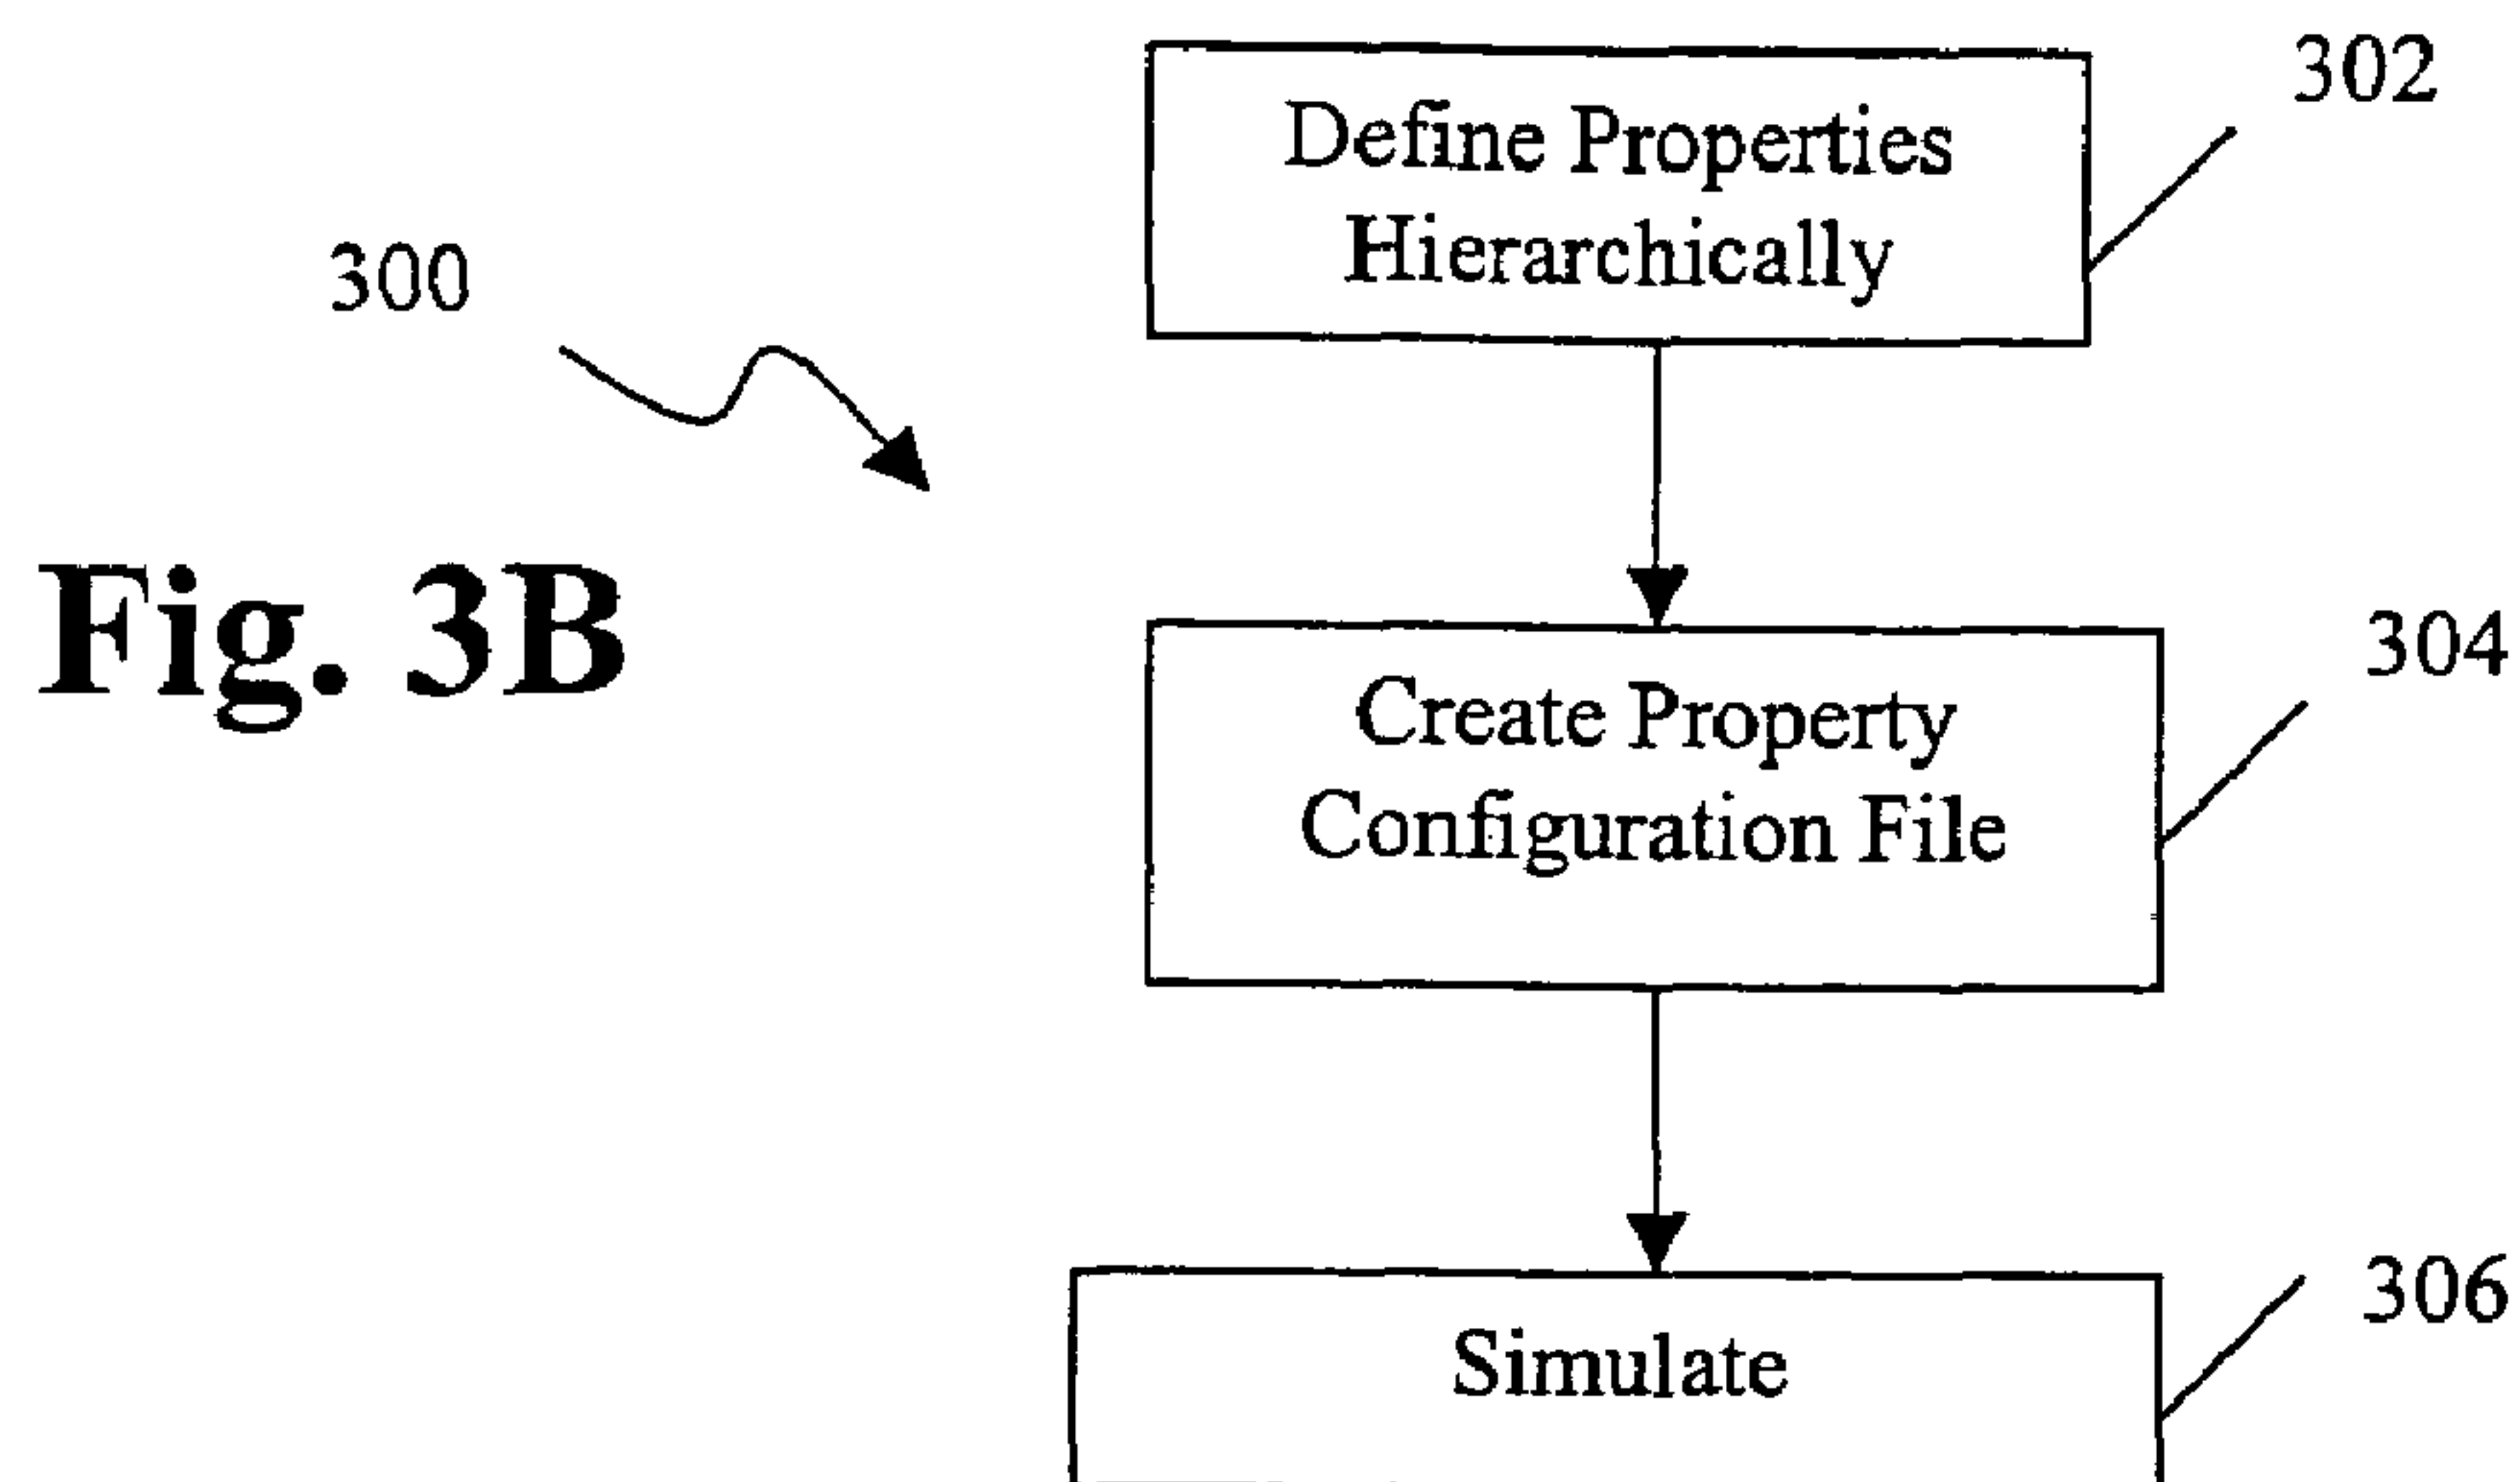 302
Define Properties
Hierarchically
300
Fig. 3B
304
Create Property
Configuration File
306
Simulate